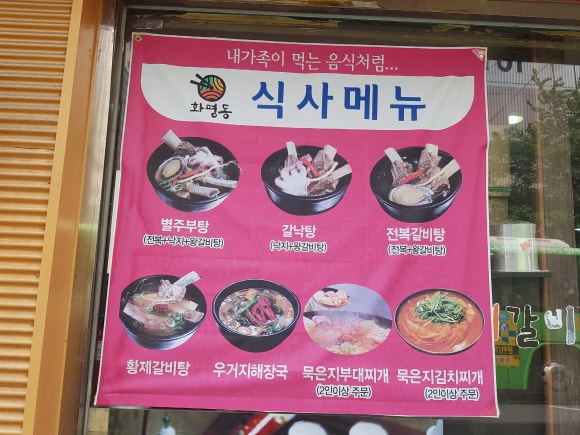 내가족이 먹는 음식처럼...
화평동
식사메뉴
별주부탕
(전복+낙지+왕갈비탕)
갈낙탕
(낙지+왕갈비탕)
전복갈비탕
(전복+왕갈비탕)
황제갈비탕
우거지해장국
묵은지부대찌개
(2인이상 주문)
묵은지김치찌개
(2인이상 주문)
갈비